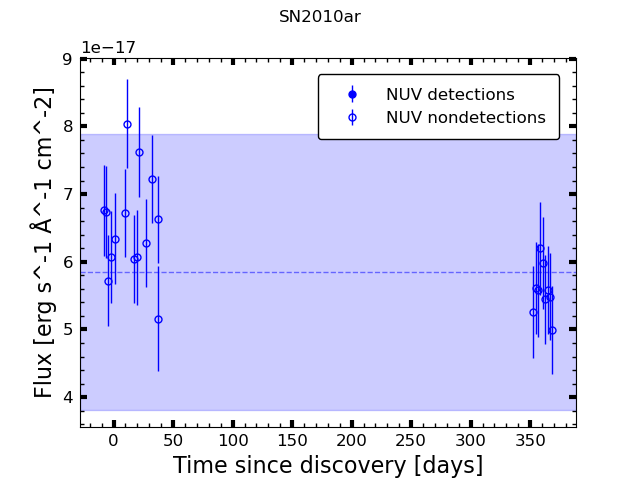 SN2010ar
1e−17
9
8
7
6
5
4
Flux [erg s^-1 Å^-1 cm^-2]
NUV detections
NUV nondetections
0 50 100 150 200 250 300 350
Time since discovery [days]